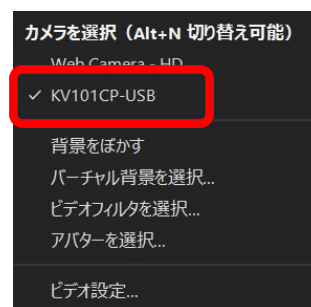 カメラを選択（Alt+N 切り替え可能）
Web Camera - HD
✓ KV101CP-USB
背景をぼかす
バーチャル背景を選択...
ビデオフィルタを選択...
アバターを選択...
ビデオ設定...